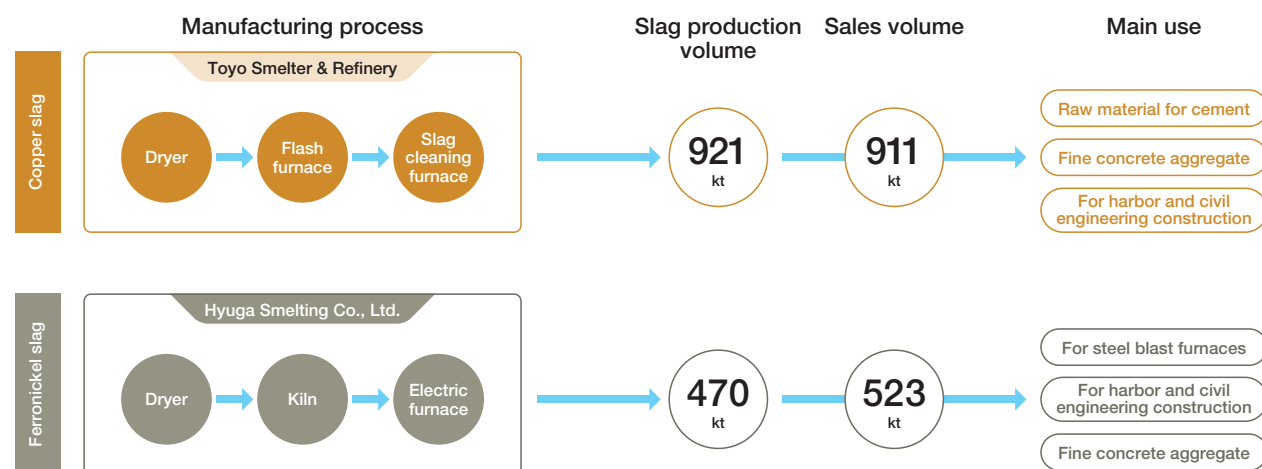 Manufacturing process
Slag production
volume
Sales volume
Main use
Copper slag
Toyo Smelter & Refinery
Dryer
Flash
furnace
Slag
cleaning
furnace
921
kt
911
kt
Raw material for cement
Fine concrete aggregate
For harbor and civil
engineering construction
Ferronickel slag
Hyuga Smelting Co., Ltd.
Dryer
Kiln
Electric
furnace
470
kt
523
kt
For steel blast furnaces
For harbor and civil
engineering construction
Fine concrete aggregate